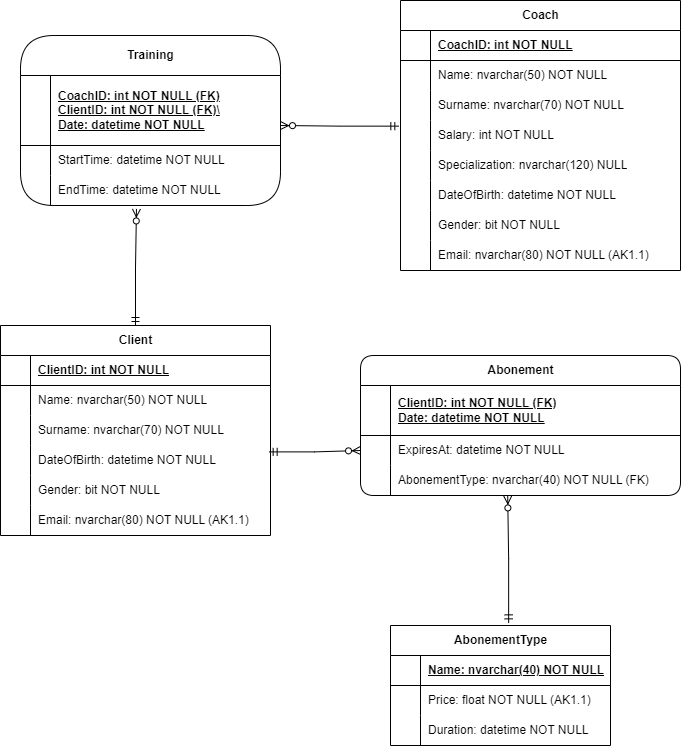 Coach
CoachID: int NOT NULL
Name: nvarchar(50) NOT NULL
Surname: nvarchar(70) NOT NULL
Salary: int NOT NULL
Specialization: nvarchar(120) NULL
DateOfBirth: datetime NOT NULL
Gender: bit NOT NULL
Email: nvarchar(80) NOT NULL (AK1.1)
Training
CoachID: int NOT NULL (FK)
ClientID: int NOT NULL (FK)\
Date: datetime NOT NULL
StartTime: datetime NOT NULL
EndTime: datetime NOT NULL
Client
ClientID: int NOT NULL
Name: nvarchar(50) NOT NULL
Surname: nvarchar(70) NOT NULL
DateOfBirth: datetime NOT NULL
Gender: bit NOT NULL
Email: nvarchar(80) NOT NULL (AK1.1)
Abonement
ClientID: int NOT NULL (FK)
Date: datetime NOT NULL
ExpiresAt: datetime NOT NULL
AbonementType: nvarchar(40) NOT NULL (FK)
AbonementType
Name: nvarchar(40) NOT NULL
Price: float NOT NULL (AK1.1)
Duration: datetime NOT NULL